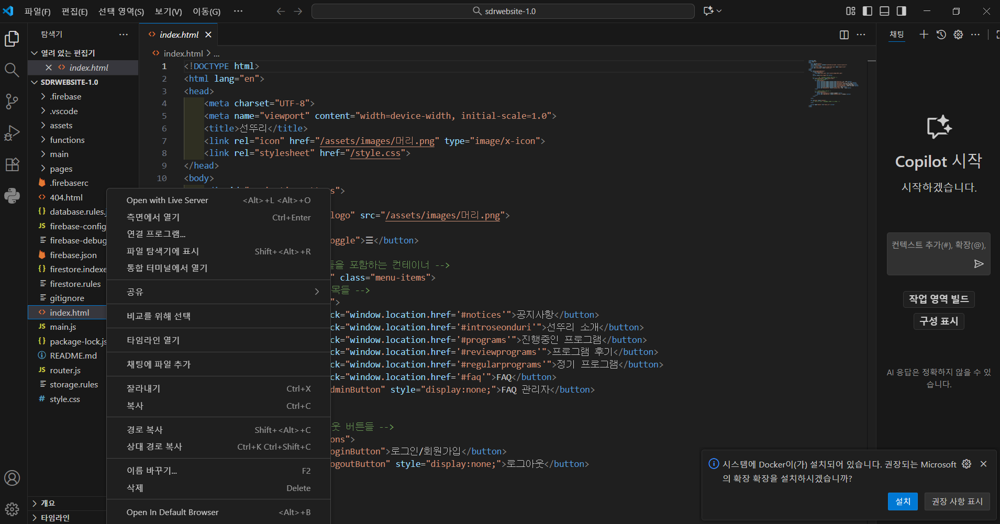 파일(F) 편집(E) 선택 영역(S) 보기(V) 이동(G) ··· sdrwebsite-1.0
탐색기 ···
열려 있는 편집기
index.html
SDRWEBSITE-1.0
.firebase
.vscode
assets
functions
main
pages
.firebaserc
404.html
database.rules.j
firebase-config
firebase-debug
firebase.json
firestore.indexe
firestore.rules
gitignore
index.html
main.js
package-lock.js
README.md
router.js
storage.rules
style.css
개요
타임라인
index.html
index.html > ...
1 <!DOCTYPE html>
2 <html lang="en">
3 <head>
4 <meta charset="UTF-8">
5 <meta name="viewport" content="width=device-width, initial-scale=1.0">
6 <title>선뚜리</title>
7 <link rel="icon" href="/assets/images/머리.png" type="image/x-icon">
8 <link rel="stylesheet" href="/style.css">
9 </head>
10 <body>
s">
logo" src="/assets/images/머리.png">
oggle">☰</button>
들을 포함하는 컨테이너 -->
" class="menu-items">
목들 -->
">
ck="window.location.href='#notices'">공지사항</button>
ck="window.location.href='#introseonduri'">선뚜리 소개</button>
ck="window.location.href='#programs'">진행중인 프로그램</button>
ck="window.location.href='#reviewprograms'">프로그램 후기</button>
ck="window.location.href='#regularprograms'">정기 프로그램</button>
ck="window.location.href='#faq'">FAQ</button>
dminButton" style="display:none;">FAQ 관리자</button>
웃 버튼들 -->
ons">
oginButton">로그인/회원가입</button>
ogoutButton" style="display:none;">로그아웃</button>
Open with Live Server <Alt>+L <Alt>+O
측면에서 열기 Ctrl+Enter
연결 프로그램...
파일 탐색기에 표시 Shift+<Alt>+R
통합 터미널에서 열기
공유
비교를 위해 선택
타임라인 열기
채팅에 파일 추가
잘라내기 Ctrl+X
복사 Ctrl+C
경로 복사 Shift+<Alt>+C
상대 경로 복사 Ctrl+K Ctrl+Shift+C
이름 바꾸기... F2
삭제 Delete
Open In Default Browser <Alt>+B
채팅
Copilot 시작
시작하겠습니다.
컨텍스트 추가(#), 확장(@),
작업 영역 빌드
구성 표시
AI 응답은 정확하지 않을 수 있
습니다.
시스템에 Docker이(가) 설치되어 있습니다. 권장되는 Microsoft
의 확장 확장을 설치하시겠습니까?
설치 권장 사항 표시